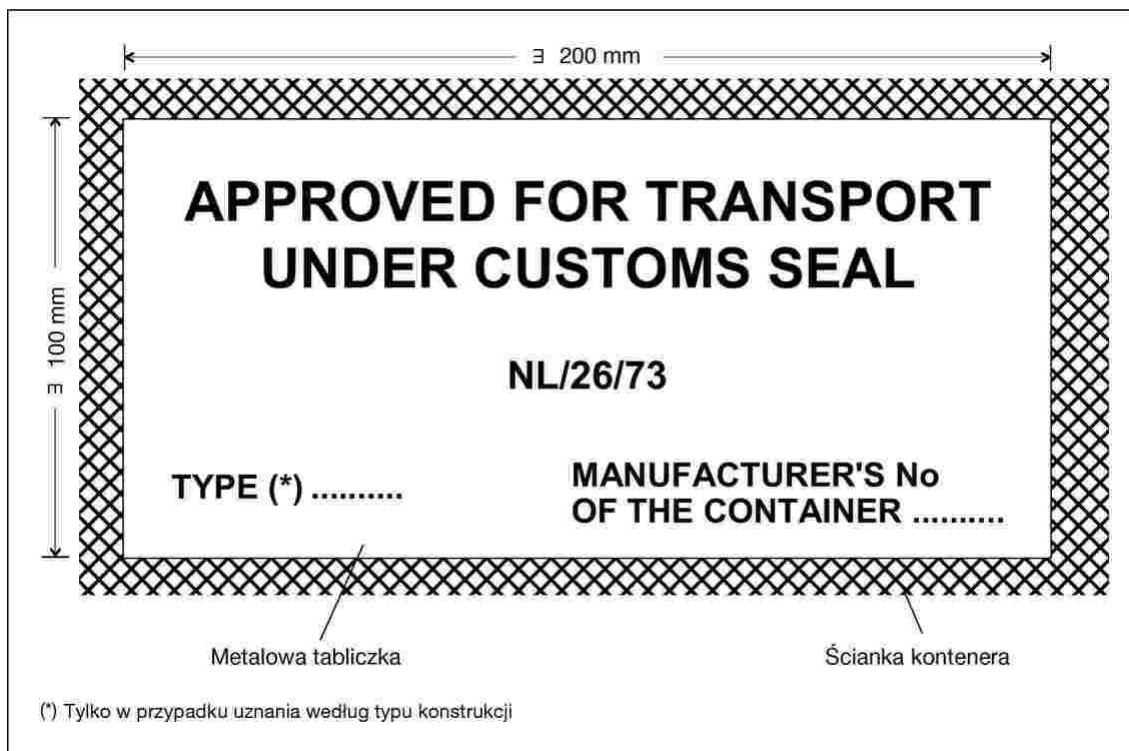 ∃ 200 mm
∃ 100 mm
APPROVED FOR TRANSPORT
UNDER CUSTOMS SEAL
NL/26/73
TYPE (*) ..........
MANUFACTURER'S No
OF THE CONTAINER ..........
Metalowa tabliczka
Ścianka kontenera
(*) Tylko w przypadku uznania według typu konstrukcji